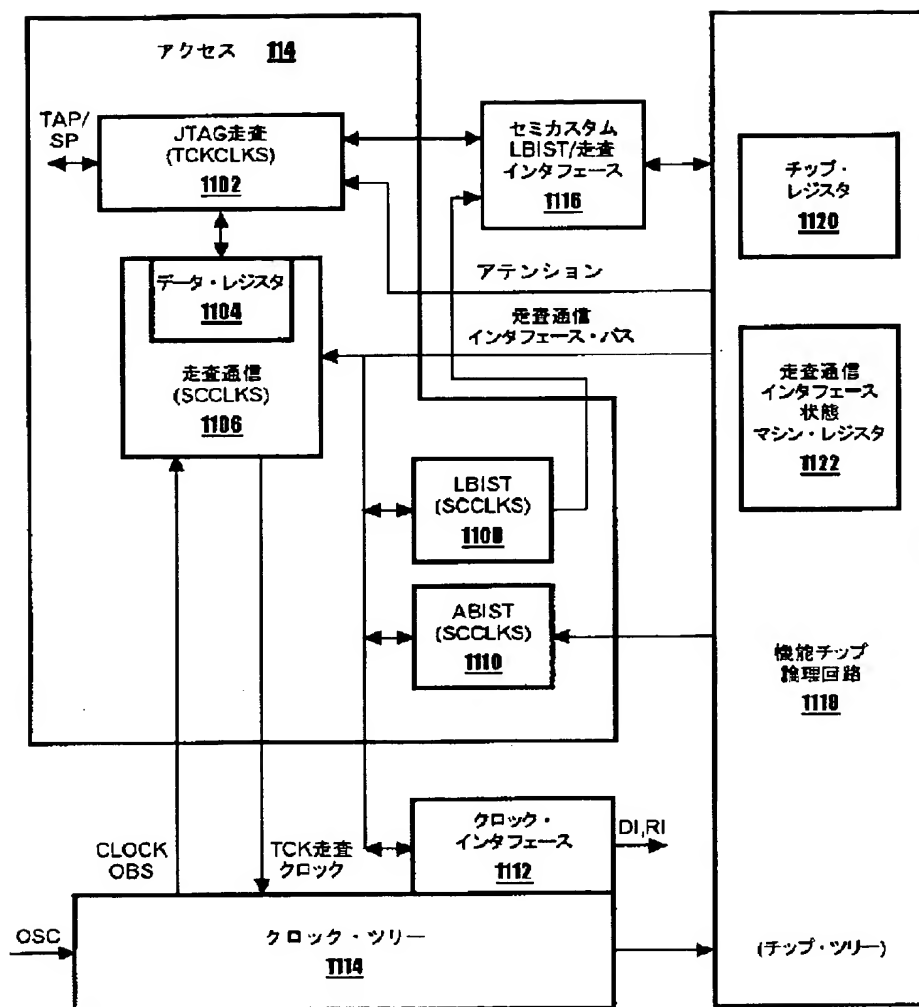 アクセス 114
TAP/
SP
JTAG走査
(TCKCLKS)
1102
セミカスタム
LBIST/走査
インタフェース
1116
チップ・
レジスタ
1120
データ・レジスタ
1104
アテンション
走査通信
インタフェース・バス
走査通信
(SCCLKS)
1106
走査通信
インタフェース
状態
マシン・レジスタ
1122
LBIST
(SCCLKS)
1108
ABIST
(SCCLKS)
1110
機能チップ
論理回路
1118
CLOCK
OBS
TCK走査
クロック
クロック・
インタフェース
1112
DI,RI
OSC
クロック・ツリー
1114
(チップ・ツリー)